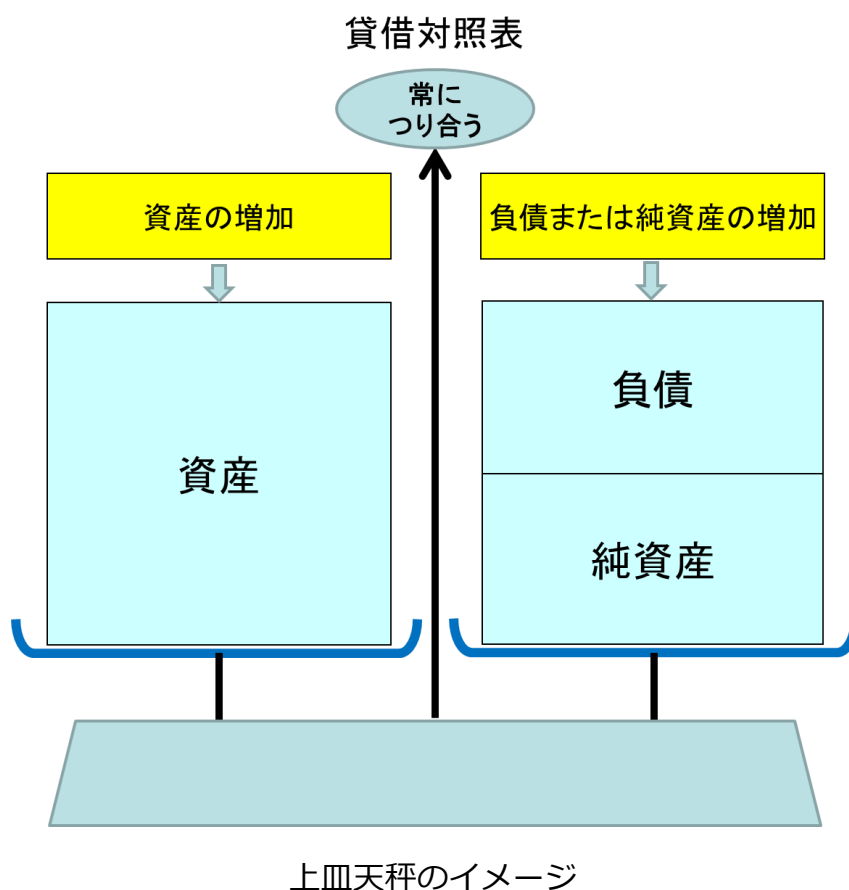 貸借対照表
常に
つり合う
資産の増加
負債または純資産の増加
資産
負債
純資産
上皿天秤のイメージ